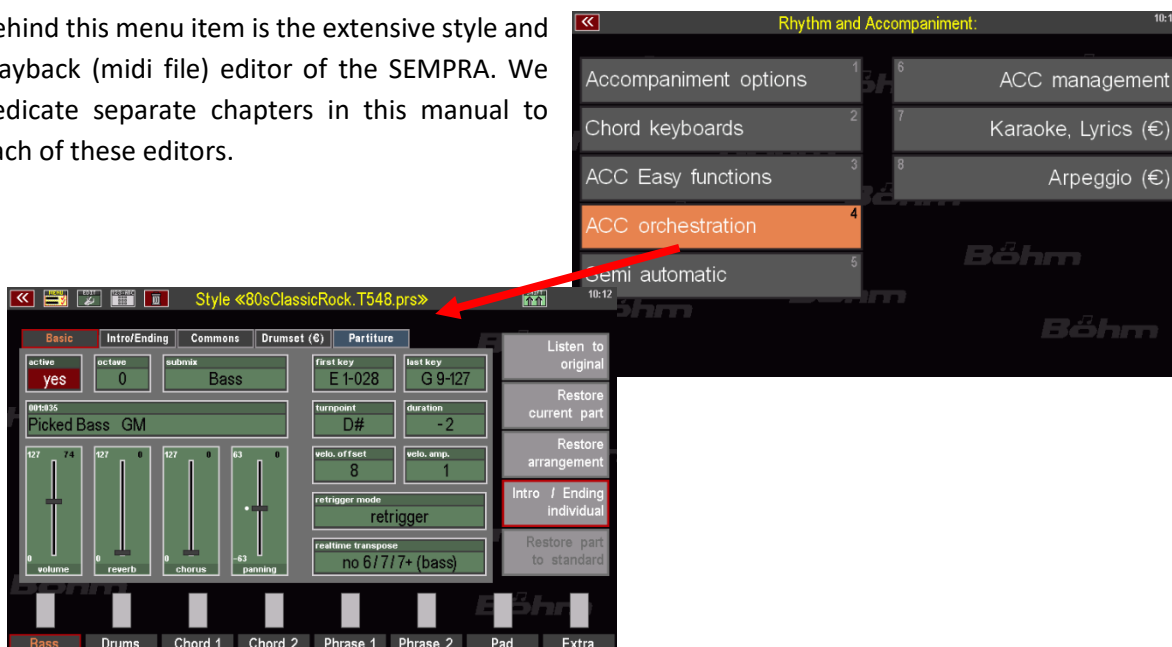 ehind this menu item is the extensive style and
ayback (midi file) editor of the SEMPRA. We
edicate separate chapters in this manual to
ach of these editors.
Rhythm and Accompaniment:
10:1
Accompaniment options 1
6 ACC management
Chord keyboards 2
7 Karaoke, Lyrics (€)
ACC Easy functions 3
8 Arpeggio (€)
ACC orchestration 4
Semi automatic 5
Böhm
Böhm
MENU EDIT Style «80sClassicRock.T548.prs» 10:12
Basic Intro/Ending Commons Drumset (€) Partiture
active octave submix first key last key
yes 0 Bass E 1-028 G 9-127
001:035 turnpoint duration
Picked Bass GM D# -2
127 74 127 0 127 0 63 0 velo. offset velo. amp.
8 1
retrigger mode
retrigger
realtime transpose
no 6/7/7+ (bass)
0 0 0 -63
volume reverb chorus panning
Listen to
original
Restore
current part
Restore
arrangement
Intro / Ending
individual
Restore part
to standard
Bass Drums Chord 1 Chord 2 Phrase 1 Phrase 2 Pad Extra